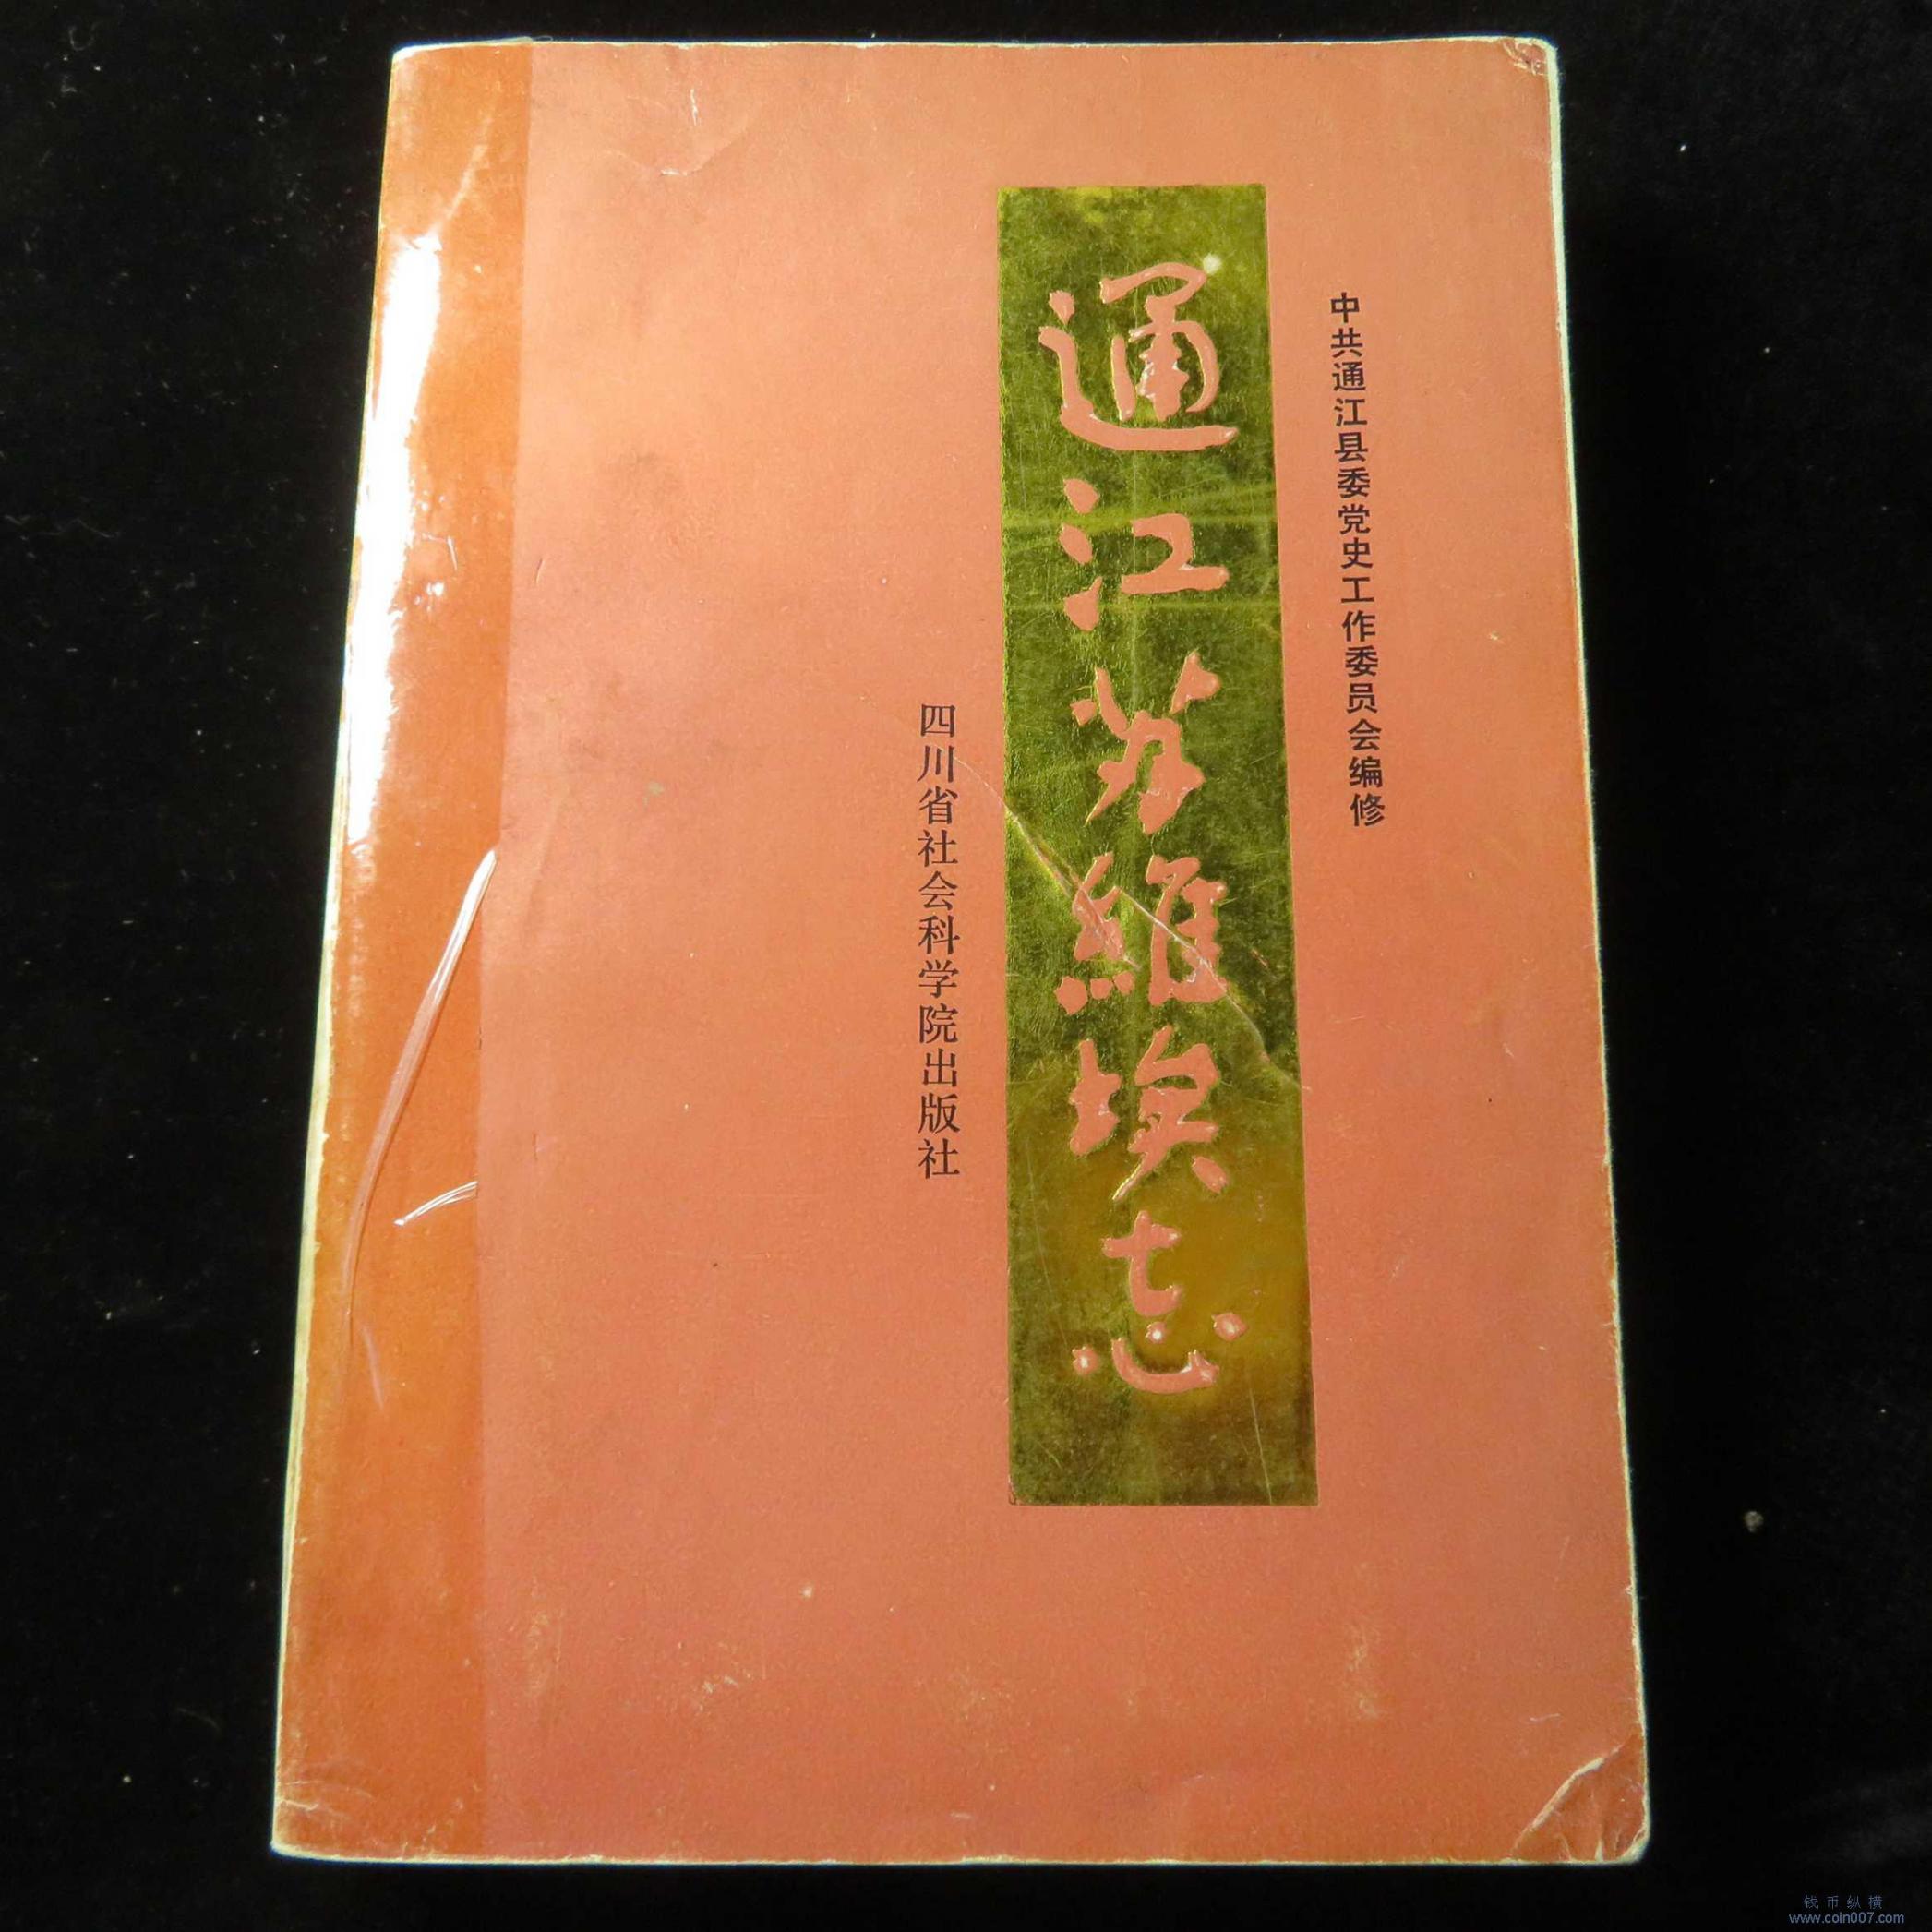 中共通江县委党史工作委员会编修
通江苏維埃志
四川省社会科学院出版社
钱币纵横
www.coin007.com